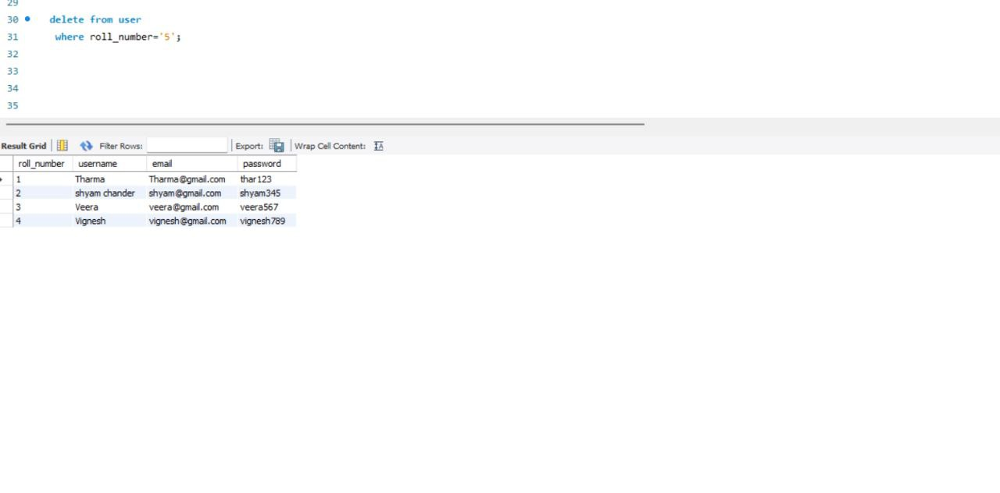 29
30 delete from user
31 where roll_number='5';
32
33
34
35
Result Grid Filter Rows: Export: Wrap Cell Content: IA
roll_number username email password
1 Tharma Tharma@gmail.com thar123
2 shyam chander shyam@gmail.com shyam345
3 Veera veera@gmail.com veera567
4 Vignesh vignesh@gmail.com vignesh789